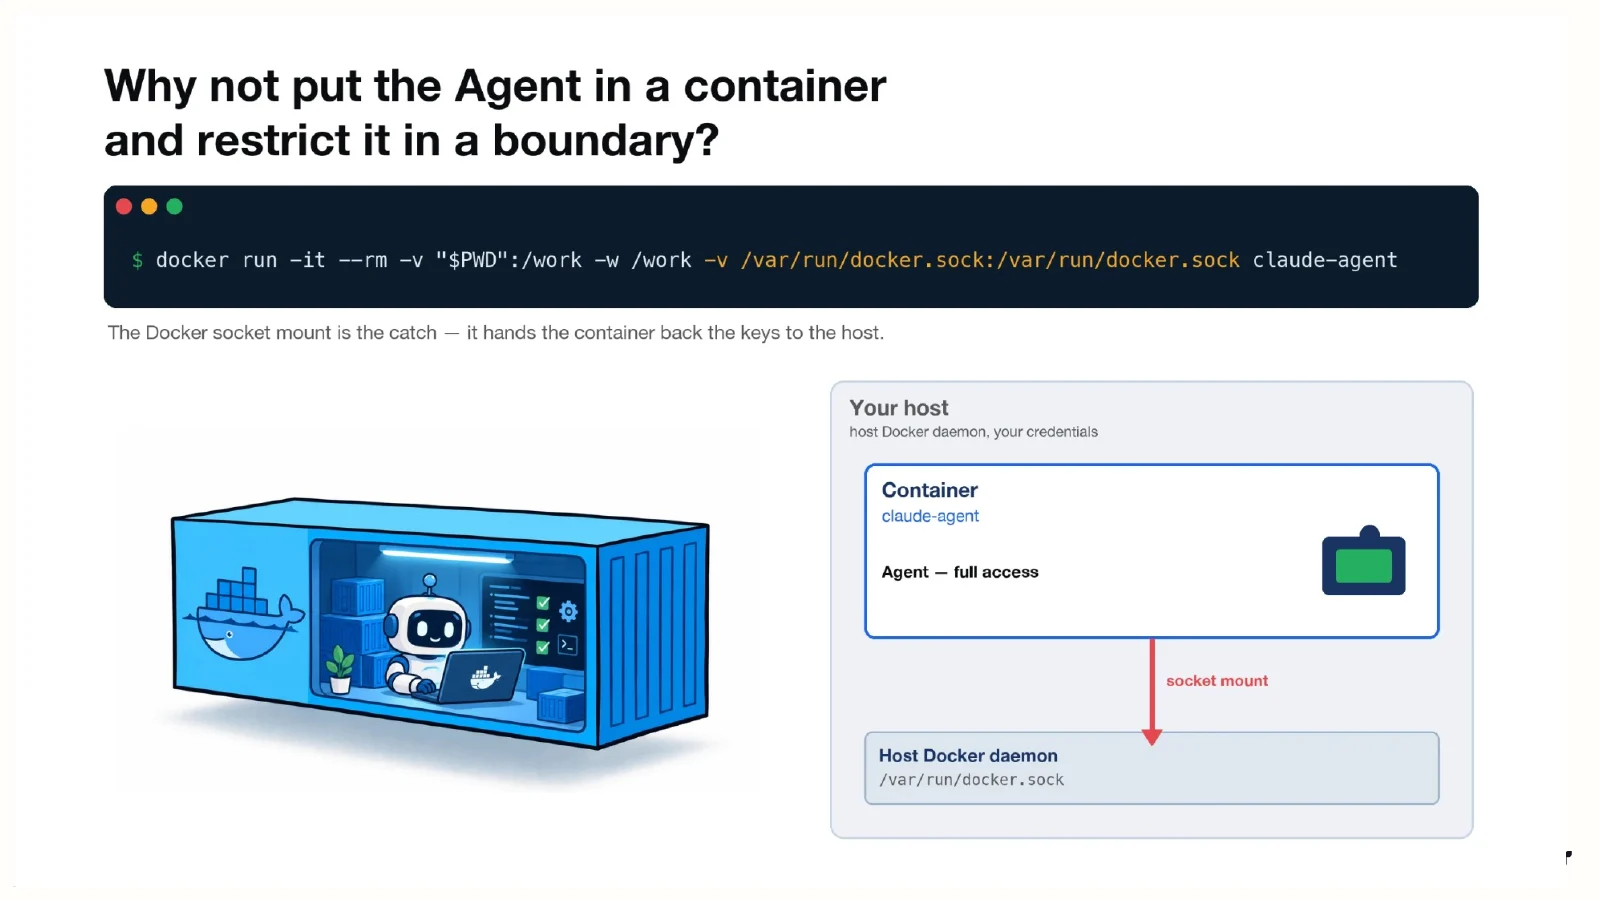 Why not put the Agent in a container
and restrict it in a boundary?
$ docker run -it --rm -v "$PWD":/work -w /work -v /var/run/docker.sock:/var/run/docker.sock claude-agent
The Docker socket mount is the catch — it hands the container back the keys to the host.
Your host
host Docker daemon, your credentials
Container
claude-agent
Agent — full access
socket mount
Host Docker daemon
/var/run/docker.sock